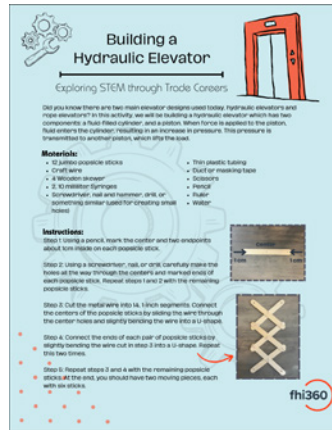 Building a
Hydraulic Elevator
Exploring STEM through Trade Careers
Did you know there are two main elevator designs used today, hydraulic elevators and
rope elevators? In this activity, we will be building a hydraulic elevator which has two
components: a fluid-filled cylinder, and a piston. When force is applied to the piston,
fluid enters the cylinder, resulting in an increase in pressure. This pressure is
transmitted to another piston, which lifts the load.
Materials:
12 jumbo popsicle sticks
Craft wire
4 Wooden skewer
2, 10 milliliter Syringes
Screwdriver, nail and hammer, drill, or
something similar (used for creating small
holes)
Thin plastic tubing
Duct or masking tape
Scissors
Pencil
Ruler
Water
Instructions:
Step 1: Using a pencil, mark the center and two endpoints
about 1cm inside on each popsicle stick.
Step 2: Using a screwdriver, nail, or drill, carefully make the
holes all the way through the centers and marked ends of
each popsicle stick. Repeat steps 1 and 2 with the remaining
popsicle sticks.
Step 3: Cut the metal wire into 14, 1-inch segments. Connect
the centers of the popsicle sticks by sliding the wire through
the center holes and slightly bending the wire into a U-shape.
Step 4: Connect the ends of each pair of popsicle sticks by
slightly bending the wire cut in step 3 into a U-shape. Repeat
this two times.
Step 5: Repeat steps 3 and 4 with the remaining popsicle
sticks. At the end, you should have two moving pieces, each
with six sticks.
Center
1 cm
1 cm
fhi360